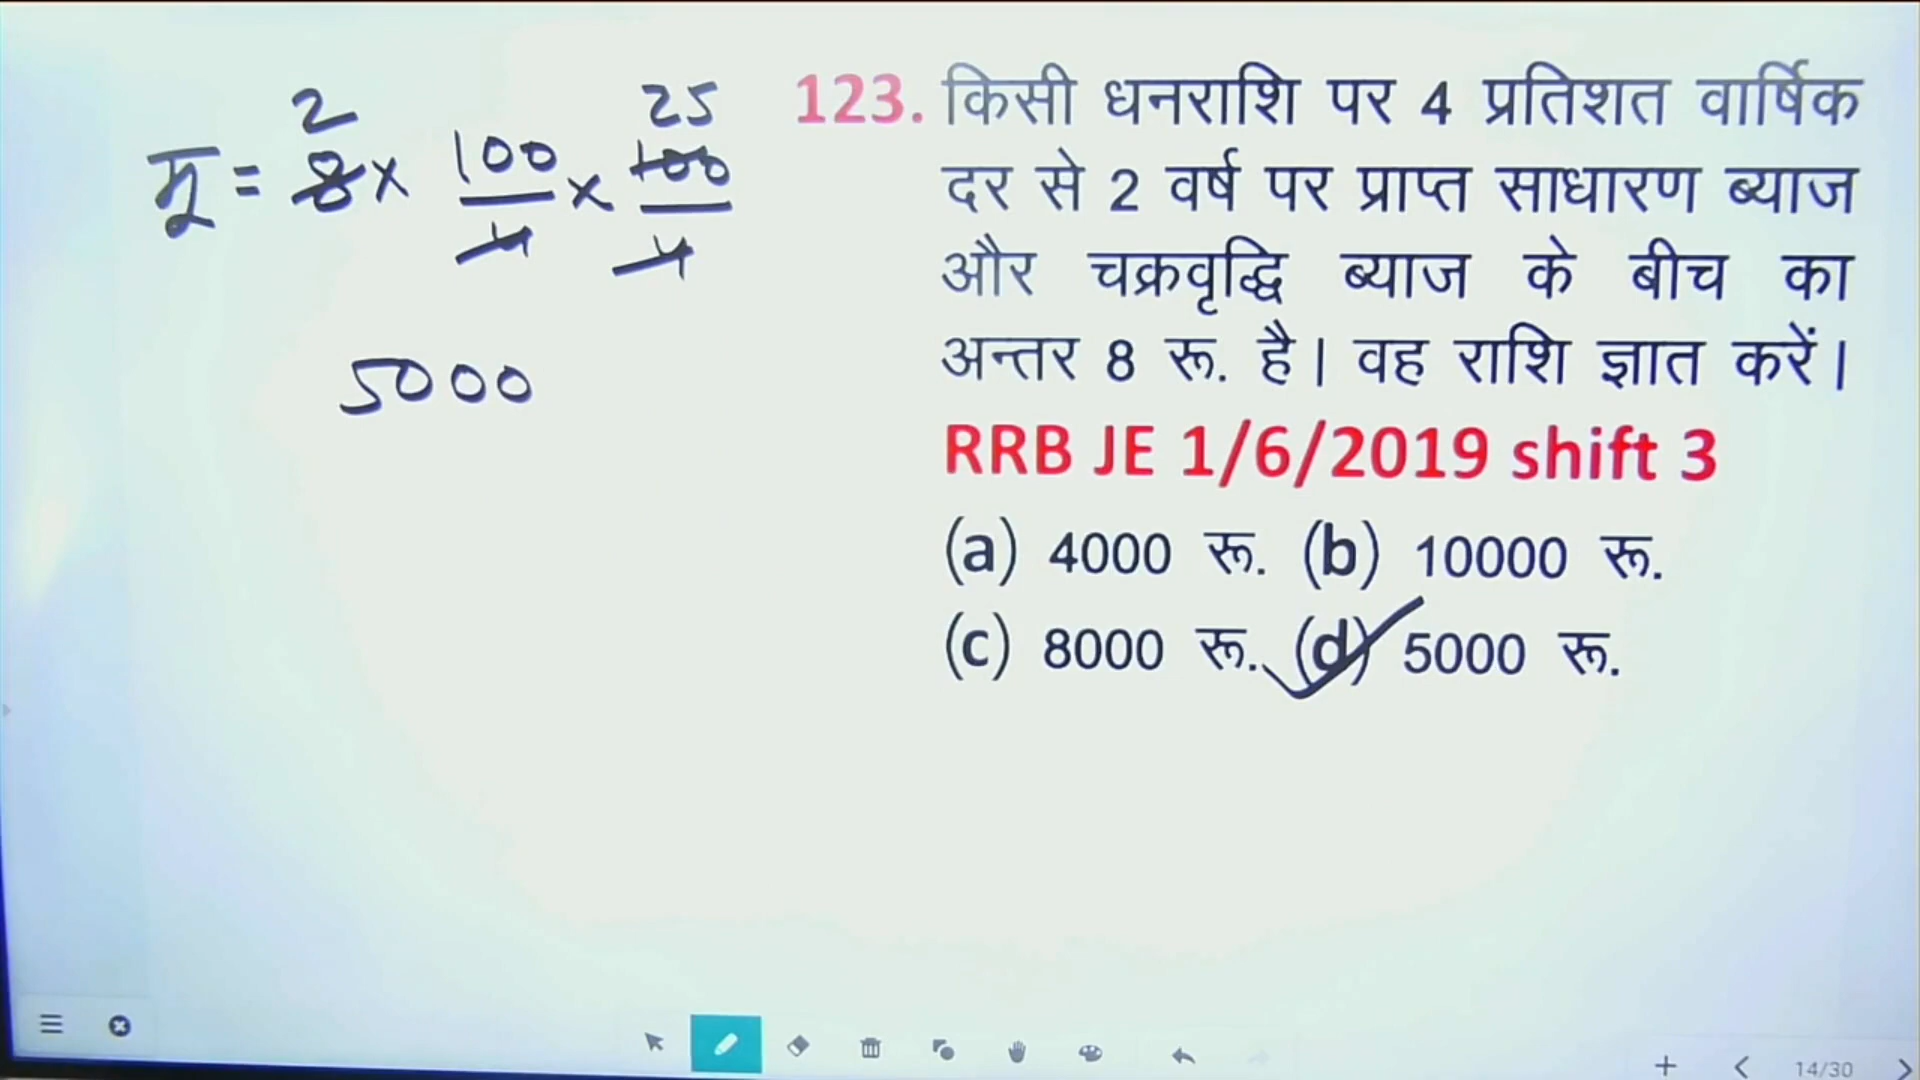 2 25
मू = 8 x 100 x 100
4 4
5000
123. किसी धनराशि पर 4 प्रतिशत वार्षिक
दर से 2 वर्ष पर प्राप्त साधारण ब्याज
और चक्रवृद्धि ब्याज के बीच का
अन्तर 8 रू. है। वह राशि ज्ञात करें।
RRB JE 1/6/2019 shift 3
(a) 4000 रू. (b) 10000 रू.
(c) 8000 रू. (d) 5000 रू.
14/30